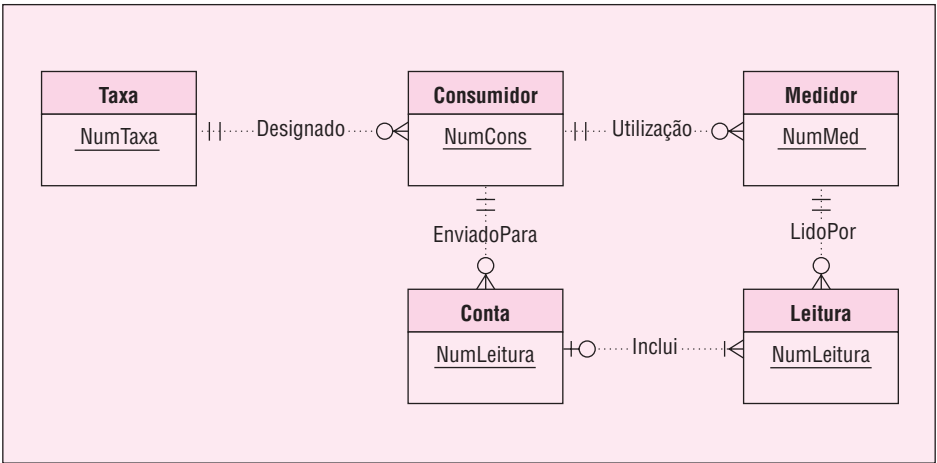 Taxa
NumTaxa
Designado
Consumidor
NumCons
Utilização
Medidor
NumMed
EnviadoPara
LidoPor
Conta
NumLeitura
Inclui
Leitura
NumLeitura